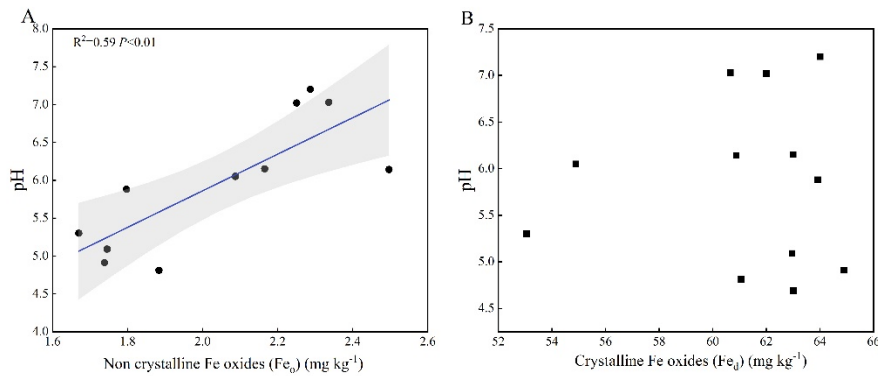 A
R²=0.59 P<0.01
8.0
7.5
7.0
6.5
6.0
5.5
5.0
4.5
4.0
pH
1.6 1.8 2.0 2.2 2.4 2.6
Non crystalline Fe oxides (Feo) (mg kg⁻¹)
B
7.5
7.0
6.5
6.0
5.5
5.0
4.5
pH
52 54 56 58 60 62 64 66
Crystalline Fe oxides (Fed) (mg kg⁻¹)